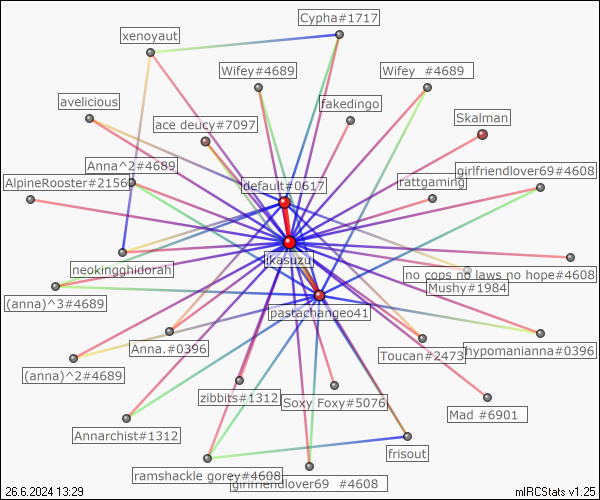 Cypha#1717
xenoyaut
Wifey#4689
Wifey  #4689
avelicious
fakedingo
Skalman
ace deucy#7097
Anna^2#4689
girlfriendlover69#4608
AlpineRooster#2156
default#0617
rattgaming
ikasuzu
neokingghidorah
no cops no laws no hope#4608
Mushy#1984
(anna)^3#4689
pastachangeo41
Anna.#0396
Toucan#2473
hypomanianna#0396
(anna)^2#4689
zibbits#1312
Soxy Foxy#5076
Mad #6901
Annarchist#1312
frisout
ramshackle gorey#4608
girlfriendlover69  #4608
26.6.2024 13:29
mIRCStats v1.25